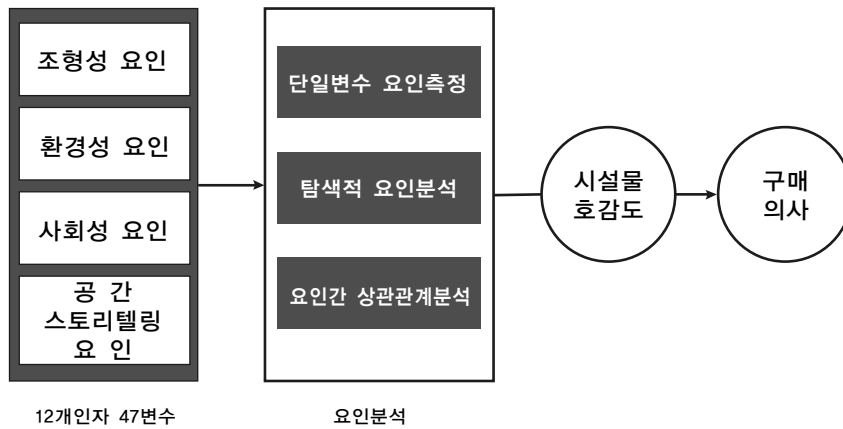 조형성 요인
환경성 요인
사회성 요인
공 간
스토리텔링
요 인
12개인자 47변수
단일변수 요인측정
탐색적 요인분석
요인간 상관관계분석
요인분석
시설물
호감도
구매
의사